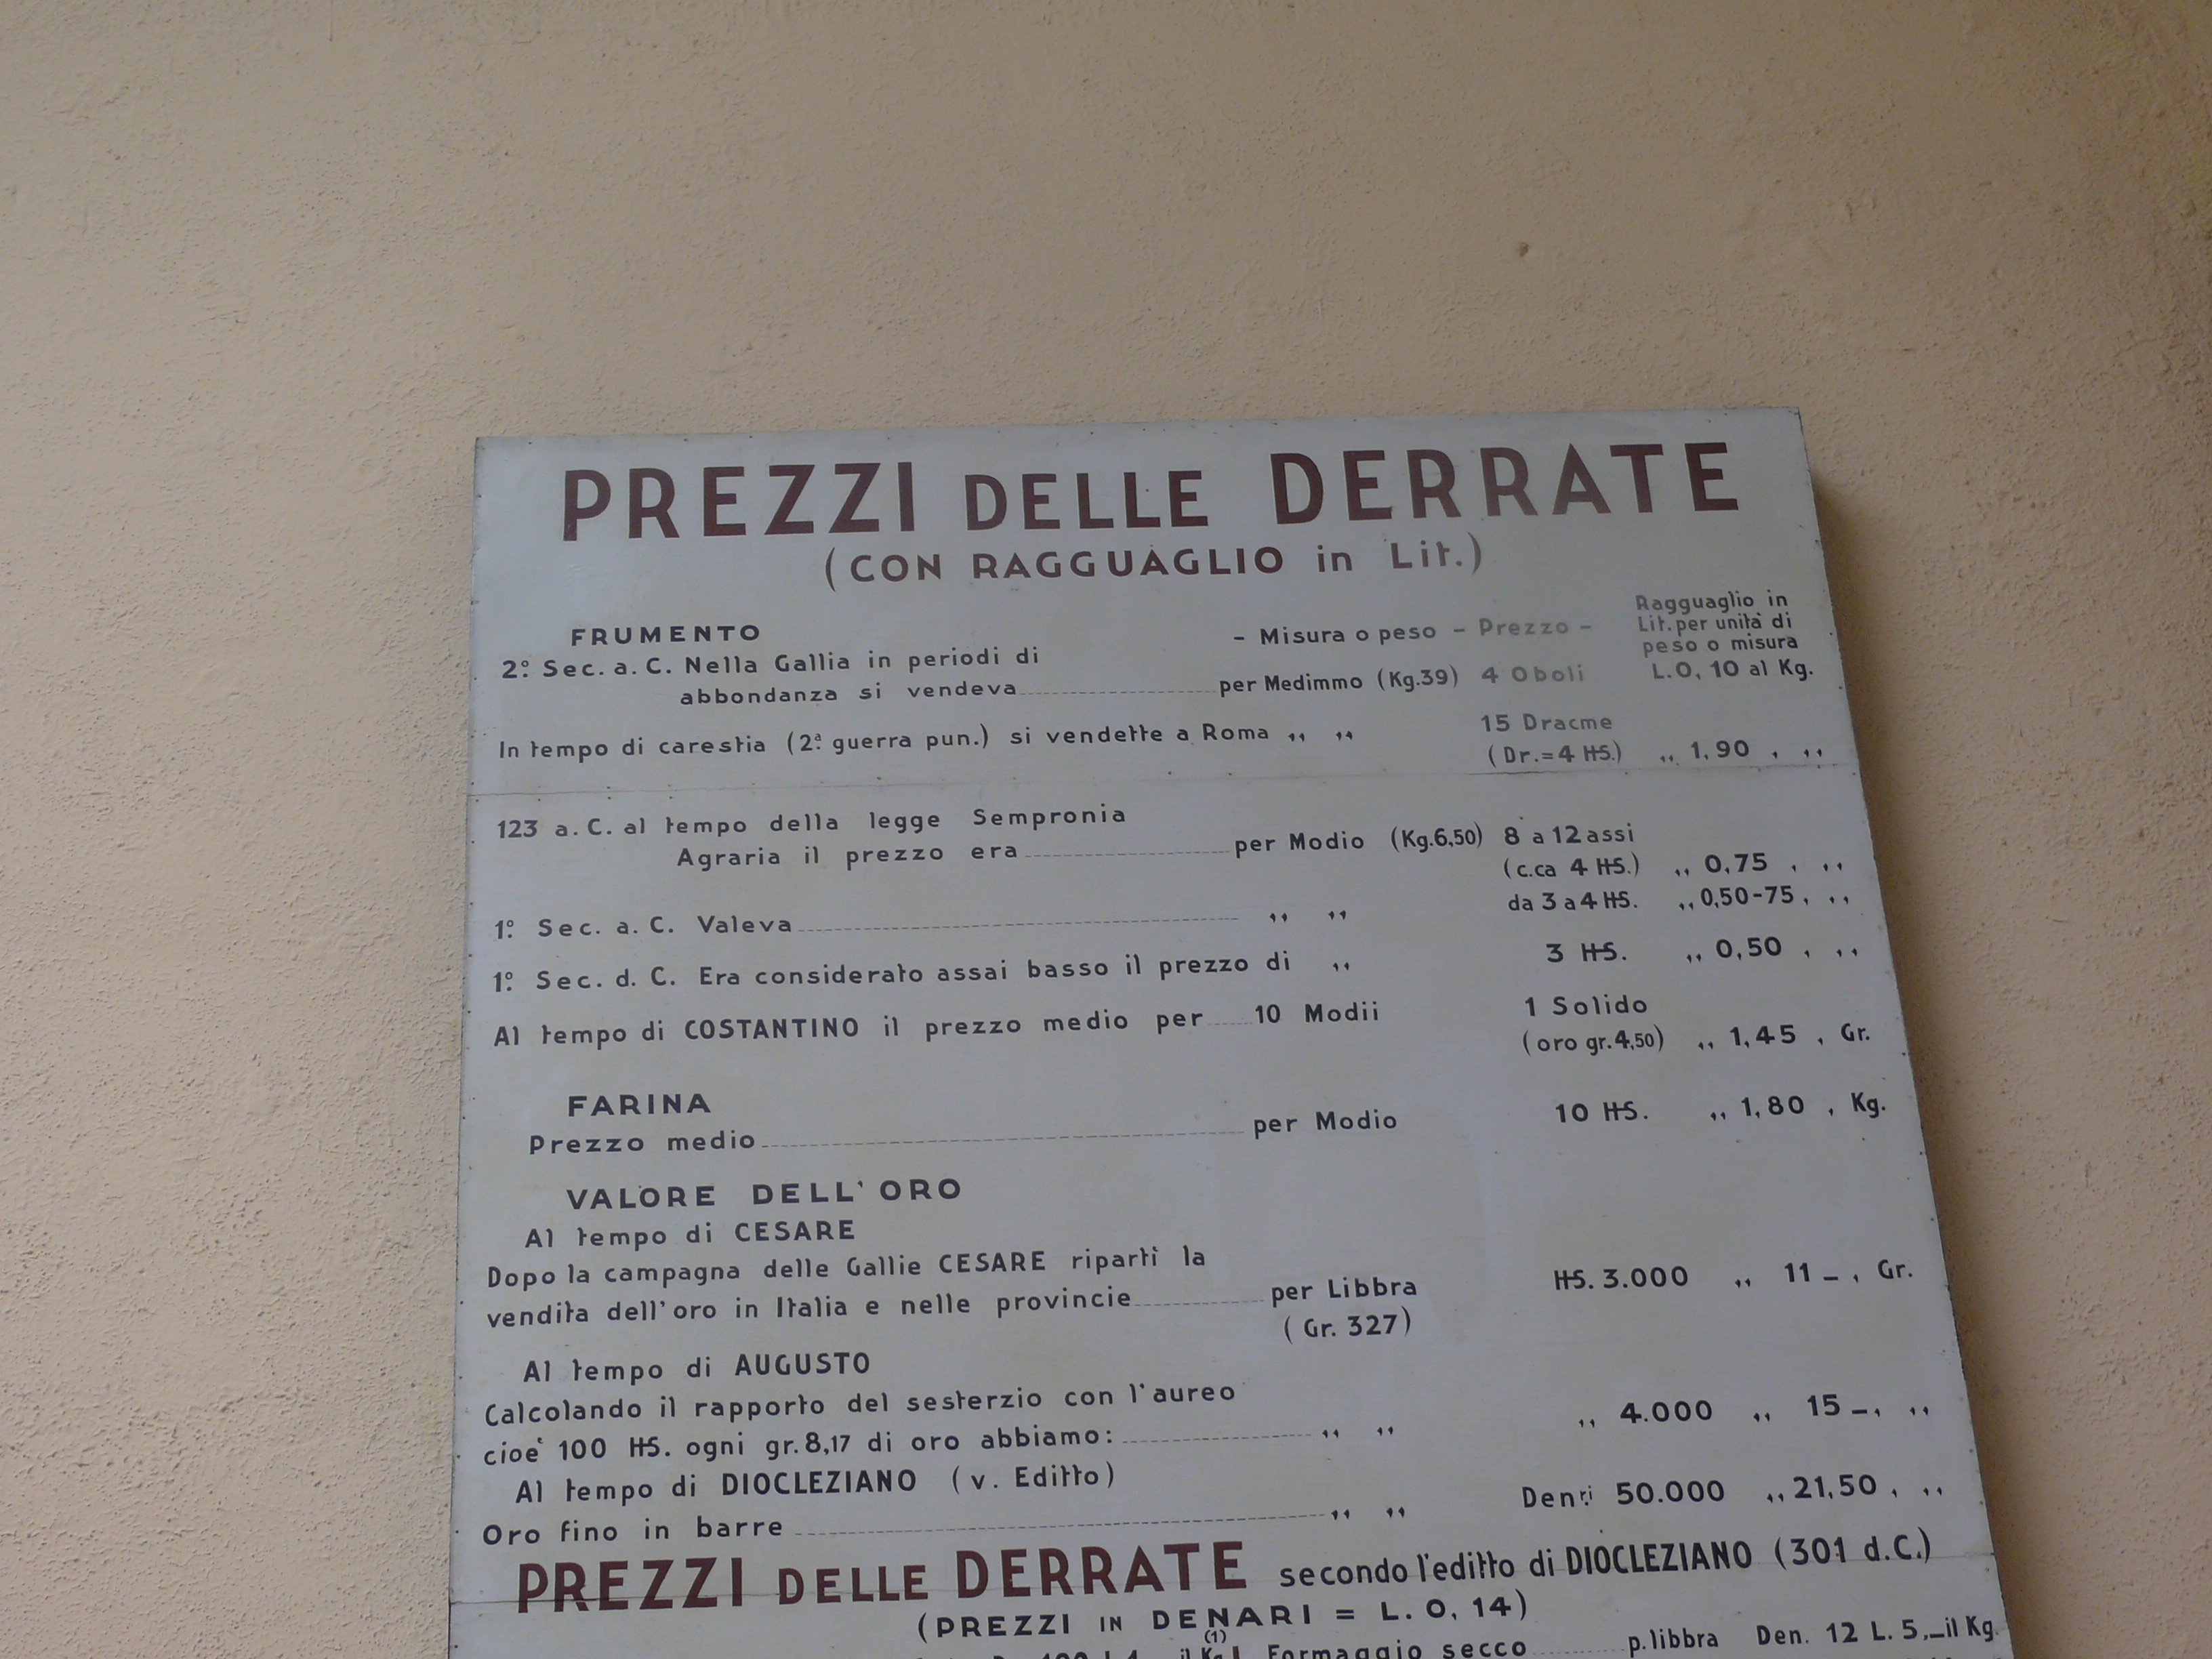 PREZZI DELLE DERRATE
(CON RAGGUAGLIO in Lit.)
FRUMENTO - Misura o peso - Prezzo - Ragguaglio in
Lit. per unità di
peso o misura
2º Sec. a. C. Nella Gallia in periodi di
abbondanza si vendeva per Medimmo (Kg.39) 4 Oboli L. 0, 10 al Kg.
In tempo di carestia (2ª guerra pun.) si vendette a Roma ,, ,, 15 Dracme
(Dr.=4 HS.) ,, 1,90 , ,,
123 a. C. al tempo della legge Sempronia
Agraria il prezzo era per Modio (Kg.6,50) 8 a 12 assi
(c.ca 4 HS.) ,, 0,75 , ,,
1º Sec. a. C. Valeva ,, ,, da 3 a 4 HS. ,, 0,50-75, ,,
1º Sec. d. C. Era considerato assai basso il prezzo di ,, 3 HS. ,, 0,50 , ,,
Al tempo di COSTANTINO il prezzo medio per 10 Modii 1 Solido
(oro gr.4,50) ,, 1,45 , Gr.
FARINA
Prezzo medio per Modio 10 HS. ,, 1,80 , Kg.
VALORE DELL' ORO
Al tempo di CESARE
Dopo la campagna delle Gallie CESARE ripartì la
vendita dell'oro in Italia e nelle provincie per Libbra HS. 3.000 ,, 11 - , Gr.
(Gr. 327)
Al tempo di AUGUSTO
Calcolando il rapporto del sesterzio con l'aureo
cioè 100 HS. ogni gr. 8,17 di oro abbiamo: ,, ,, ,, 4.000 ,, 15 -, ,,
Al tempo di DIOCLEZIANO (v. Editto)
Oro fino in barre ,, ,, Denri 50.000 ,, 21,50 , ,,
PREZZI DELLE DERRATE secondo l'editto di DIOCLEZIANO (301 d.C.)
(PREZZI IN DENARI = L. 0, 14)
(1)
Formaggio secco p. libbra Den. 12 L. 5,- il Kg.